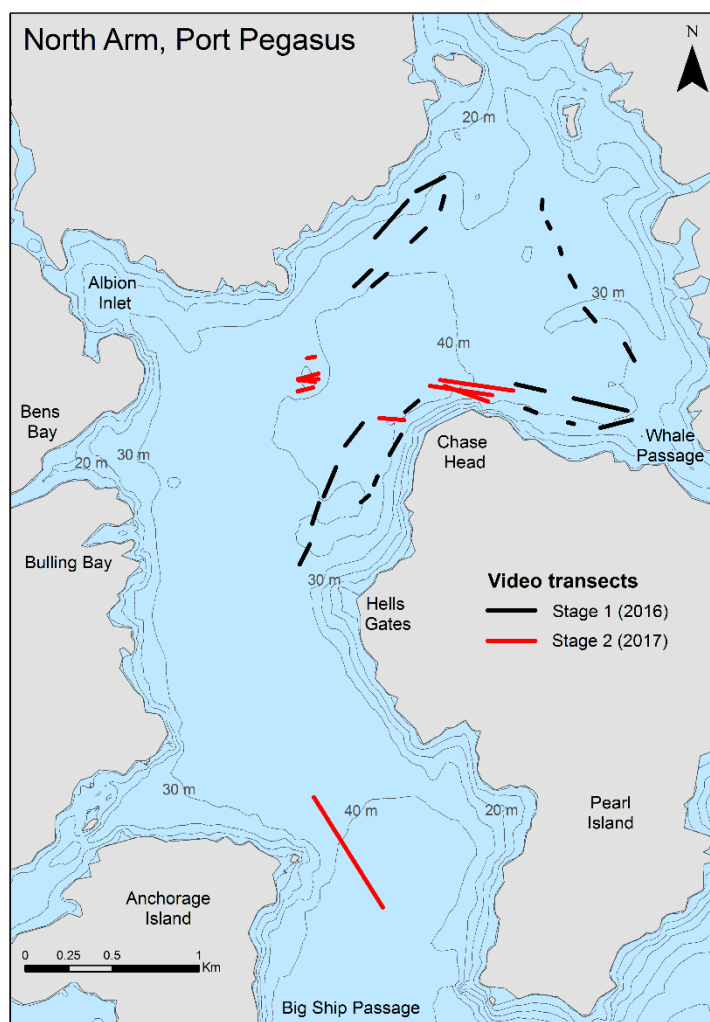 North Arm, Port Pegasus
N
20 m
Albion
Inlet
30 m
40 m
Bens
Bay
20 m
30 m
Chase
Head
Whale
Passage
Bulling Bay
30 m
Hells
Gates
Video transects
Stage 1 (2016)
Stage 2 (2017)
30 m
40 m
20 m
Pearl
Island
Anchorage
Island
0 0.25 0.5 1
Km
Big Ship Passage